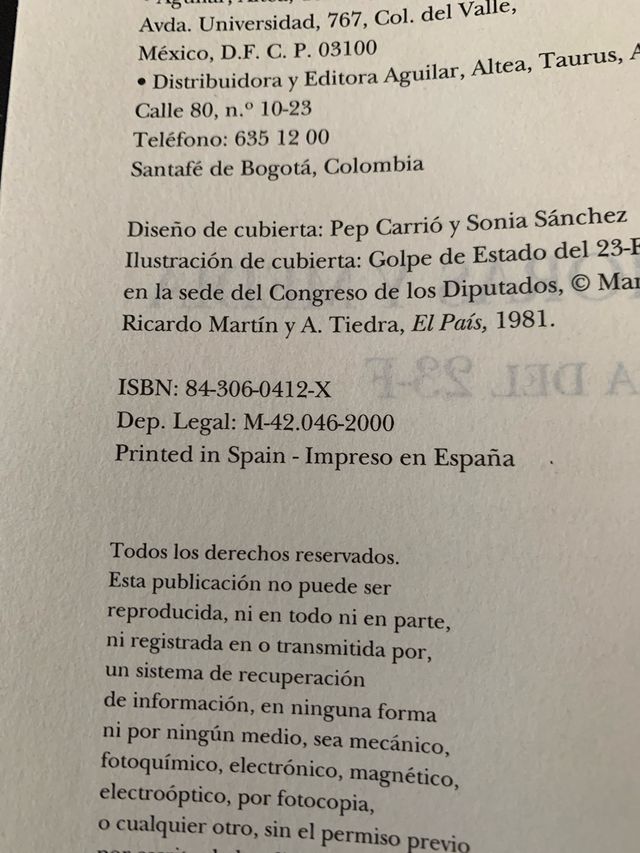 Avda. Universidad, 767, Col. del Valle,
México, D.F. C. P. 03100
• Distribuidora y Editora Aguilar, Altea, Taurus, A
Calle 80, n.º 10-23
Teléfono: 635 12 00
Santafé de Bogotá, Colombia
Diseño de cubierta: Pep Carrió y Sonia Sánchez
Ilustración de cubierta: Golpe de Estado del 23-F
en la sede del Congreso de los Diputados, © Mar
Ricardo Martín y A. Tiedra, El País, 1981.
A DEL 23-F
ISBN: 84-306-0412-X
Dep. Legal: M-42.046-2000
Printed in Spain - Impreso en España
Todos los derechos reservados.
Esta publicación no puede ser
reproducida, ni en todo ni en parte,
ni registrada en o transmitida por,
un sistema de recuperación
de información, en ninguna forma
ni por ningún medio, sea mecánico,
fotoquímico, electrónico, magnético,
electroóptico, por fotocopia,
o cualquier otro, sin el permiso previo